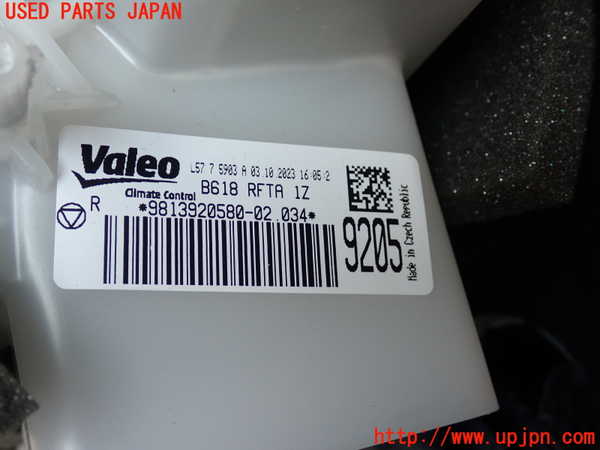 USED PARTS JAPAN
Valeo
L57 7 5903 A 03.10 2023 16:05:2
Climate Control
B618 RFTA 1Z
R
*9813920580-02 034*
9205
Made in Czech Republic
http://www.upjpn.com/